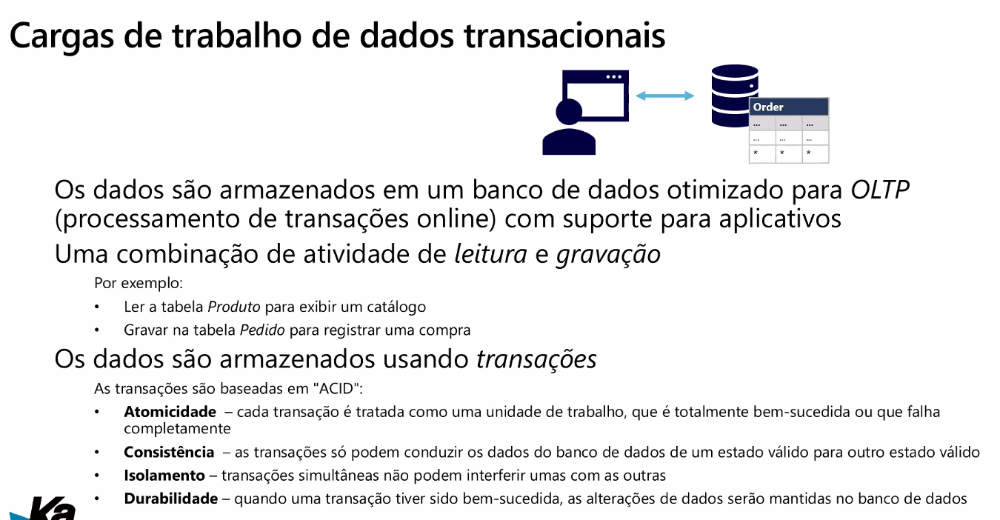 Cargas de trabalho de dados transacionais
Order
... ... ...
... ... ...
* * *
Os dados são armazenados em um banco de dados otimizado para OLTP
(processamento de transações online) com suporte para aplicativos
Uma combinação de atividade de leitura e gravação
Por exemplo:
• Ler a tabela Produto para exibir um catálogo
• Gravar na tabela Pedido para registrar uma compra
Os dados são armazenados usando transações
As transações são baseadas em "ACID":
• Atomicidade – cada transação é tratada como uma unidade de trabalho, que é totalmente bem-sucedida ou que falha
completamente
• Consistência – as transações só podem conduzir os dados do banco de dados de um estado válido para outro estado válido
• Isolamento – transações simultâneas não podem interferir umas com as outras
• Durabilidade – quando uma transação tiver sido bem-sucedida, as alterações de dados serão mantidas no banco de dados
Ka